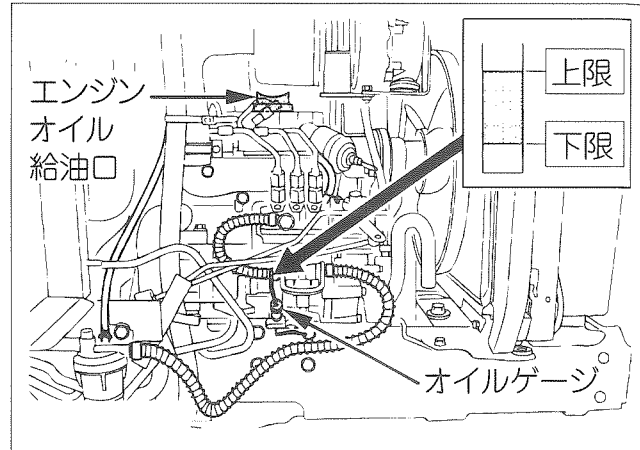 エンジン
オイル
給油口
上限
下限
オイルゲージ